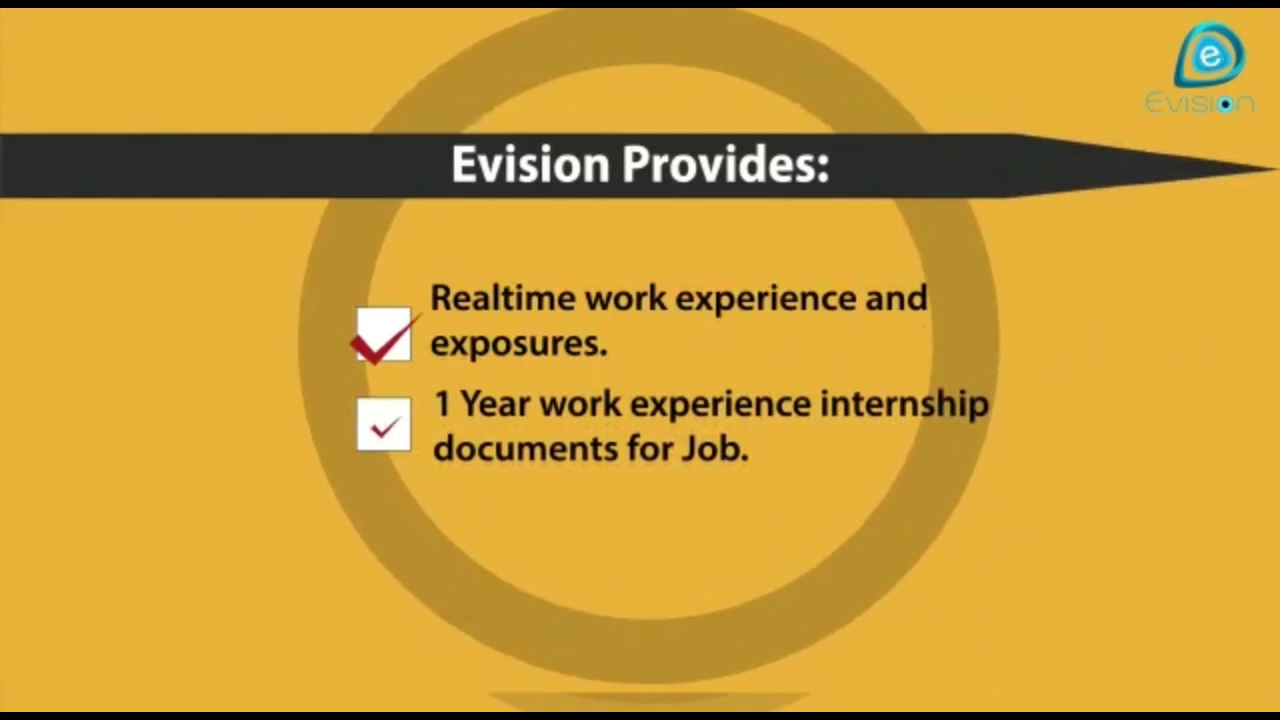 e
Evision
Evision Provides:
Realtime work experience and
exposures.
1 Year work experience internship
documents for Job.